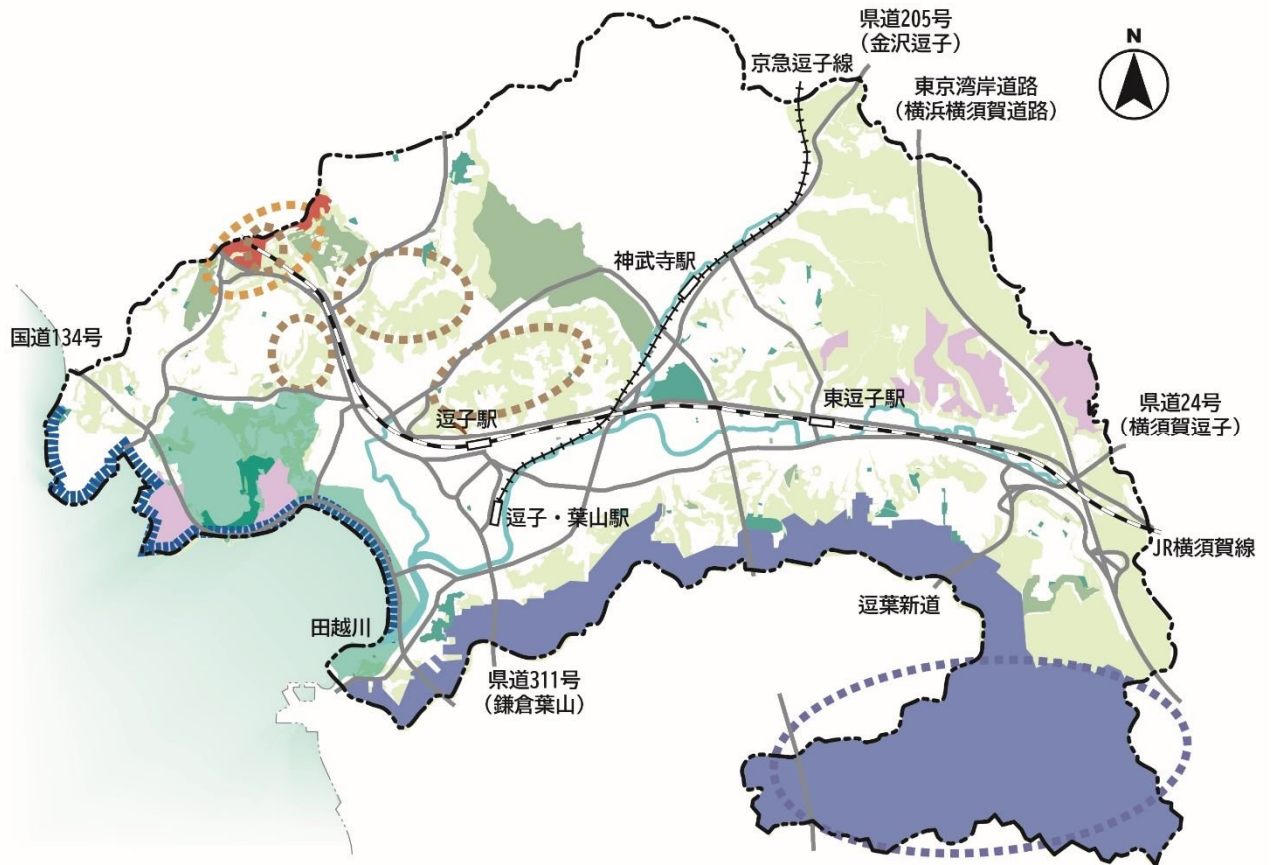 県道205号
（金沢逗子）
京急逗子線
N
東京湾岸道路
（横浜横須賀道路）
神武寺駅
国道134号
逗子駅
東逗子駅
県道24号
（横須賀逗子）
逗子・葉山駅
JR横須賀線
逗葉新道
田越川
県道311号
（鎌倉葉山）